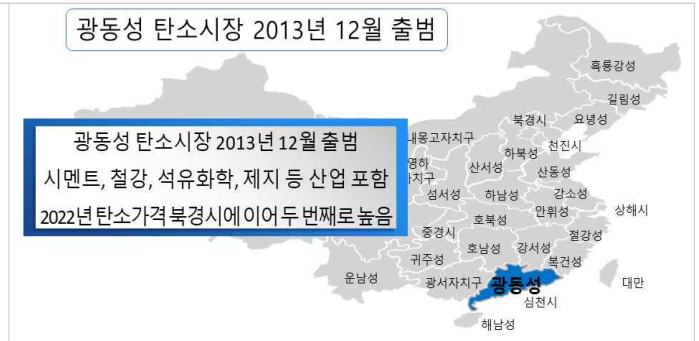 광동성 탄소시장 2013년 12월 출범
광동성 탄소시장 2013년 12월 출범
시멘트, 철강, 석유화학, 제지 등 산업 포함
2022년 탄소가격 북경시에 이어 두 번째로 높음
흑룡강성
길림성
요녕성
북경시
내몽고자치구
천진시
하북성
영하
자치구
산서성
산동성
섬서성
하남성
강소성
안휘성
상해시
호북성
중경시
절강성
호남성
강서성
귀주성
복건성
운남성
광서자치구
광동성
대만
심천시
해남성